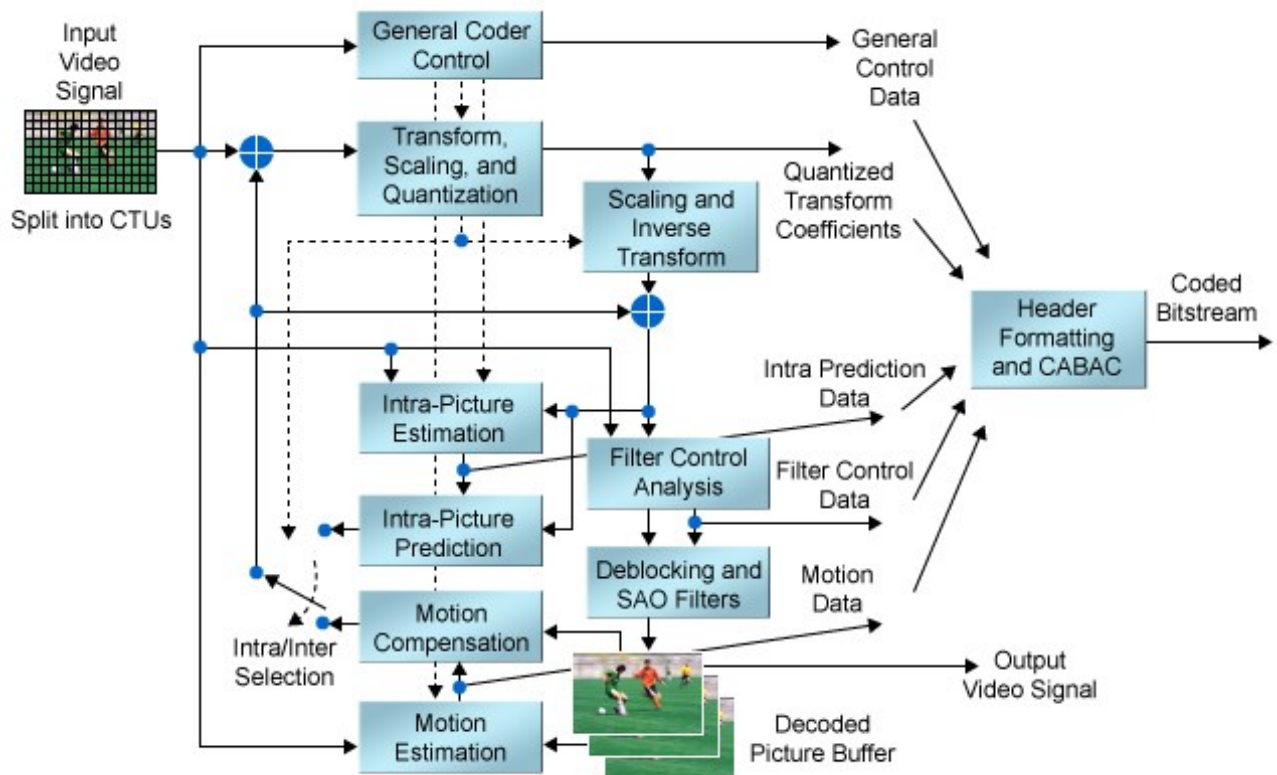 Input
Video
Signal
Split into CTUs
General Coder
Control
General
Control
Data
Transform,
Scaling, and
Quantization
Quantized
Transform
Coefficients
Scaling and
Inverse
Transform
Header
Formatting
and CABAC
Coded
Bitstream
Intra Prediction
Data
Intra-Picture
Estimation
Filter Control
Analysis
Filter Control
Data
Intra-Picture
Prediction
Deblocking and
SAO Filters
Motion
Data
Intra/Inter
Selection
Motion
Compensation
Output
Video Signal
Motion
Estimation
Decoded
Picture Buffer